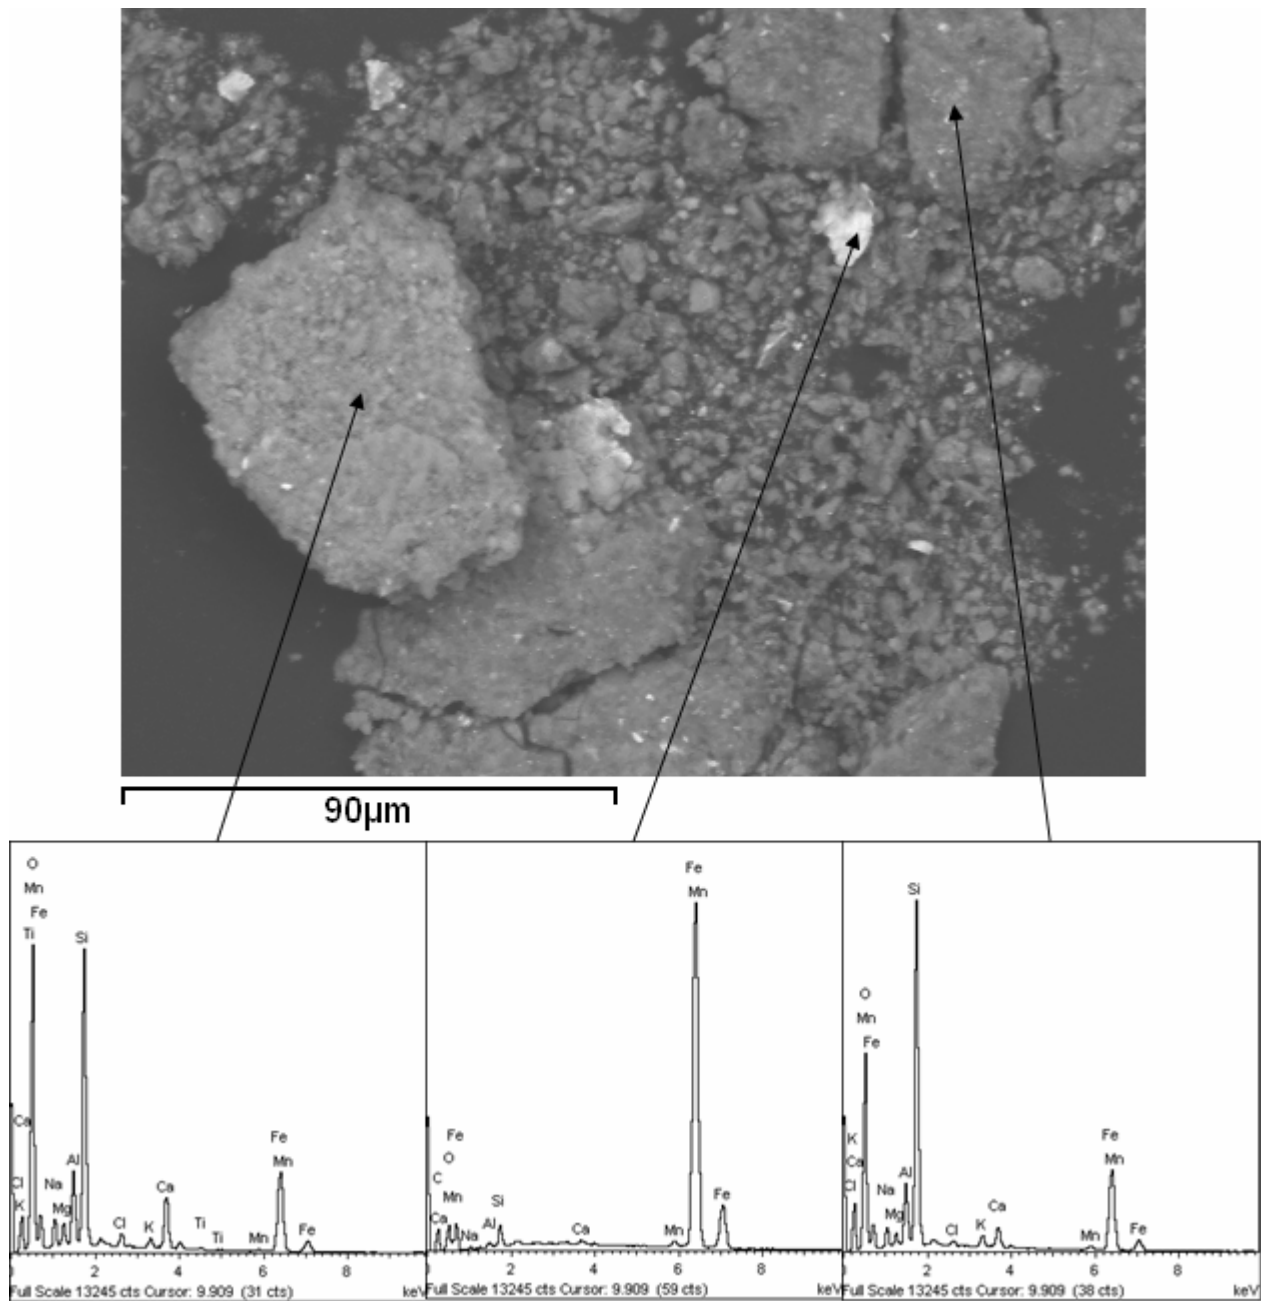 90µm
O
Mn
Fe
Ti
Si
Ca
Cl
K
Na
Mg
Al
Cl
K
Ca
Ti
Ti
Mn
Fe
Mn
Fe
2
4
6
8
Full Scale 13245 cts Cursor: 9.909 (31 cts)
keV
Fe
Mn
Fe
O
C
Mn
Ca
Na
Al
Si
Ca
Mn
Fe
0
2
4
6
8
Full Scale 13245 cts Cursor: 9.909 (59 cts)
keV
Si
O
Mn
Fe
K
Ca
Cl
Na
Mg
Al
Cl
K
Ca
Mn
Fe
Mn
Fe
0
2
4
6
8
Full Scale 13245 cts Cursor: 9.909 (38 cts)
keV